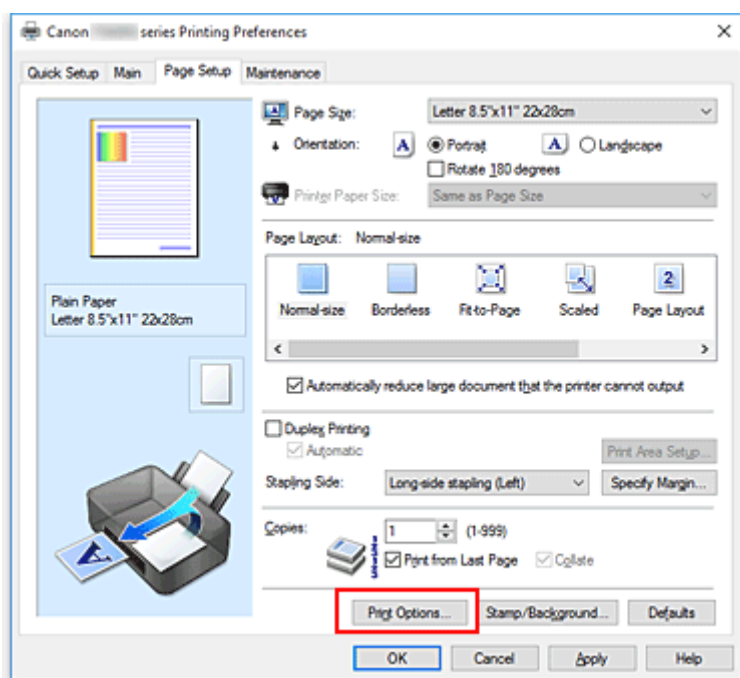 Canon series Printing Preferences
Quick Setup Main Page Setup Maintenance
Page Size: Letter 8.5"x11" 22x28cm
Orientation: A Portrait A Landscape
Rotate 180 degrees
Printer Paper Size: Same as Page Size
Page Layout: Normal-size
2
Normal-size Borderless Fit-to-Page Scaled Page Layout
Plain Paper
Letter 8.5"x11" 22x28cm
Automatically reduce large document that the printer cannot output
Duplex Printing
Automatic
Print Area Setup...
Stapling Side: Long-side stapling (Left) Specify Margin...
Copies: 1 (1-999)
Print from Last Page Collate
A
Print Options... Stamp/Background... Defaults
OK Cancel Apply Help